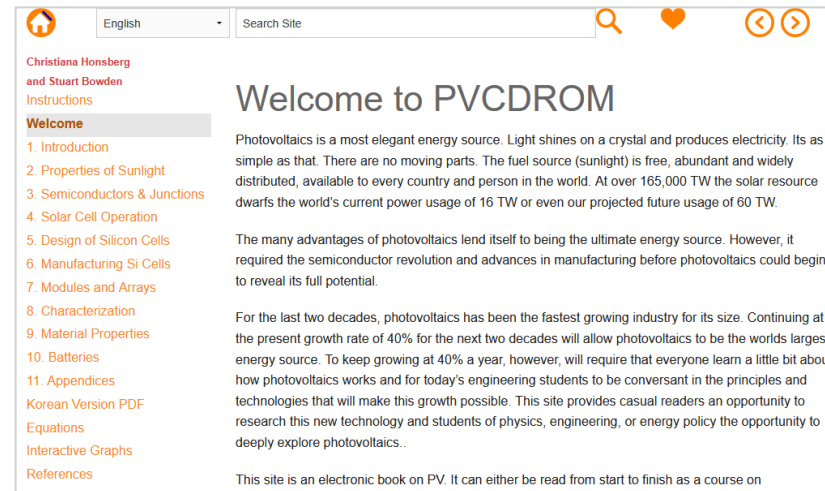 English
Search Site
Christiana Honsberg
and Stuart Bowden
Instructions
Welcome
1. Introduction
2. Properties of Sunlight
3. Semiconductors & Junctions
4. Solar Cell Operation
5. Design of Silicon Cells
6. Manufacturing Si Cells
7. Modules and Arrays
8. Characterization
9. Material Properties
10. Batteries
11. Appendices
Korean Version PDF
Equations
Interactive Graphs
References
Welcome to PVCDROM
Photovoltaics is a most elegant energy source. Light shines on a crystal and produces electricity. Its as
simple as that. There are no moving parts. The fuel source (sunlight) is free, abundant and widely
distributed, available to every country and person in the world. At over 165,000 TW the solar resource
dwarfs the world's current power usage of 16 TW or even our projected future usage of 60 TW.
The many advantages of photovoltaics lend itself to being the ultimate energy source. However, it
required the semiconductor revolution and advances in manufacturing before photovoltaics could begin
to reveal its full potential.
For the last two decades, photovoltaics has been the fastest growing industry for its size. Continuing at
the present growth rate of 40% for the next two decades will allow photovoltaics to be the worlds larges
energy source. To keep growing at 40% a year, however, will require that everyone learn a little bit abou
how photovoltaics works and for today's engineering students to be conversant in the principles and
technologies that will make this growth possible. This site provides casual readers an opportunity to
research this new technology and students of physics, engineering, or energy policy the opportunity to
deeply explore photovoltaics..
This site is an electronic book on PV. It can either be read from start to finish as a course on